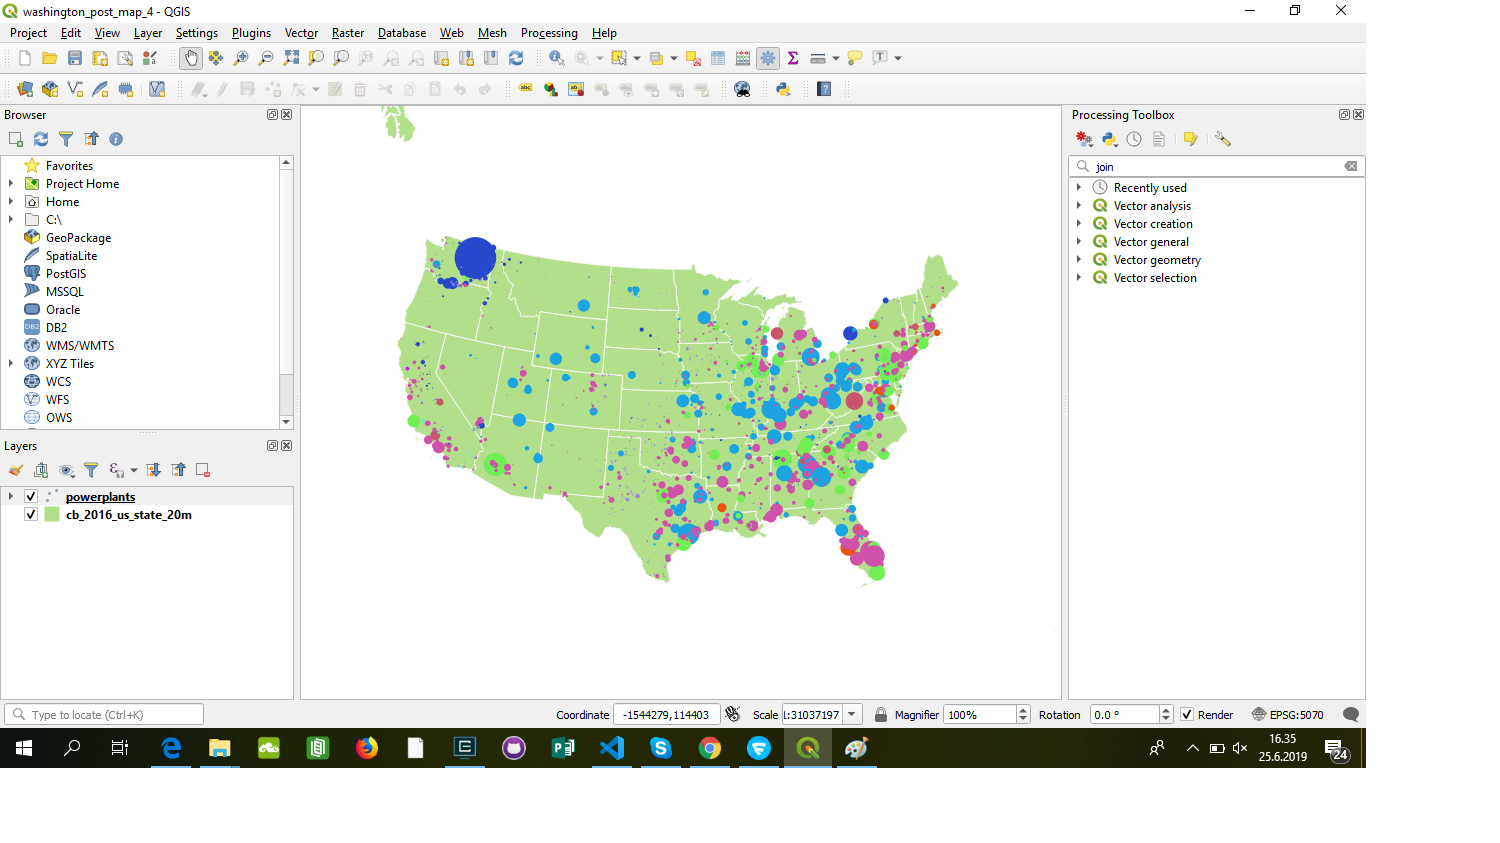 washington_post_map_4 - QGIS
Project Edit View Layer Settings Plugins Vector Raster Database Web Mesh Processing Help
Browser
Favorites
Project Home
Home
C:\
GeoPackage
SpatiaLite
PostGIS
MSSQL
Oracle
DB2
WMS/WMTS
XYZ Tiles
WCS
WFS
OWS
Layers
powerplants
cb_2016_us_state_20m
Processing Toolbox
join
Recently used
Vector analysis
Vector creation
Vector general
Vector geometry
Vector selection
Type to locate (Ctrl+K)
Coordinate -1544279,114403 Scale 1:31037197 Magnifier 100% Rotation 0.0 ° Render EPSG:5070
16.35
25.6.2019
24